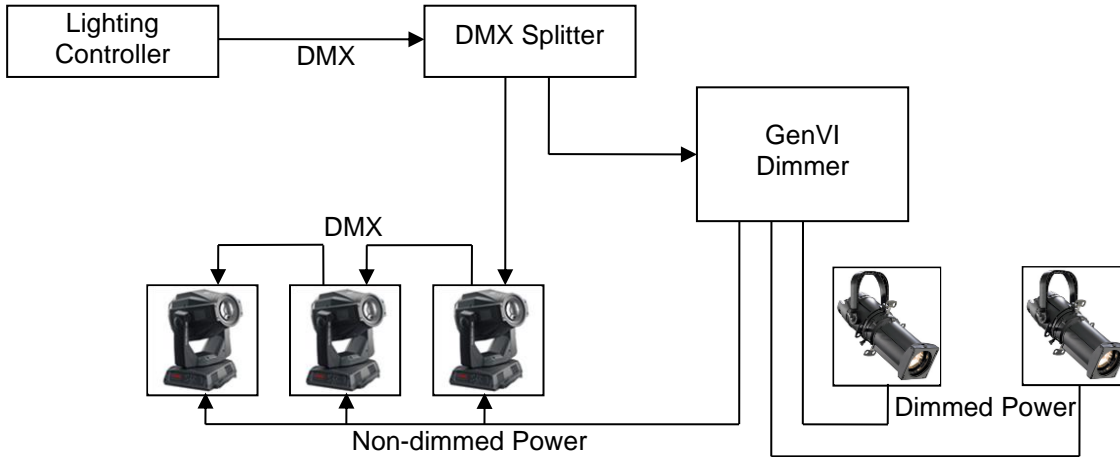 Lighting
Controller
DMX
DMX Splitter
GenVI
Dimmer
DMX
Dimmed Power
Non-dimmed Power